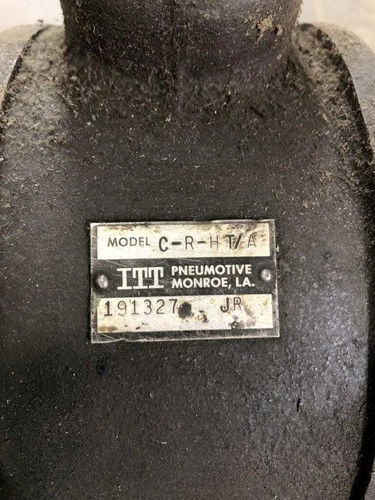 MODEL C-R-HT/A
ITT PNEUMOTIVE
MONROE, LA.
191327 JR